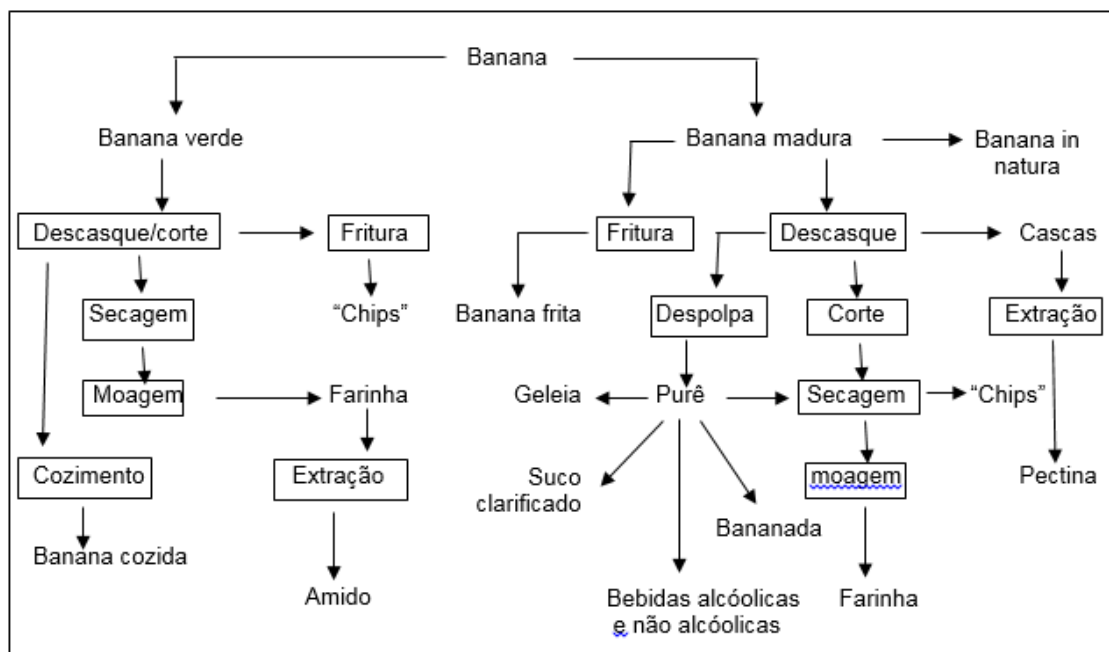 Banana
Banana verde
Banana madura
Banana in
natura
Descasque/corte
Fritura
Fritura
Descasque
Cascas
Secagem
"Chips"
Banana frita
Despolpa
Corte
Extração
Moagem
Farinha
Geleia
Purê
Secagem
"Chips"
Cozimento
Extração
Suco
clarificado
moagem
Pectina
Bananada
Banana cozida
Amido
Bebidas alcóolicas
e não alcóolicas
Farinha